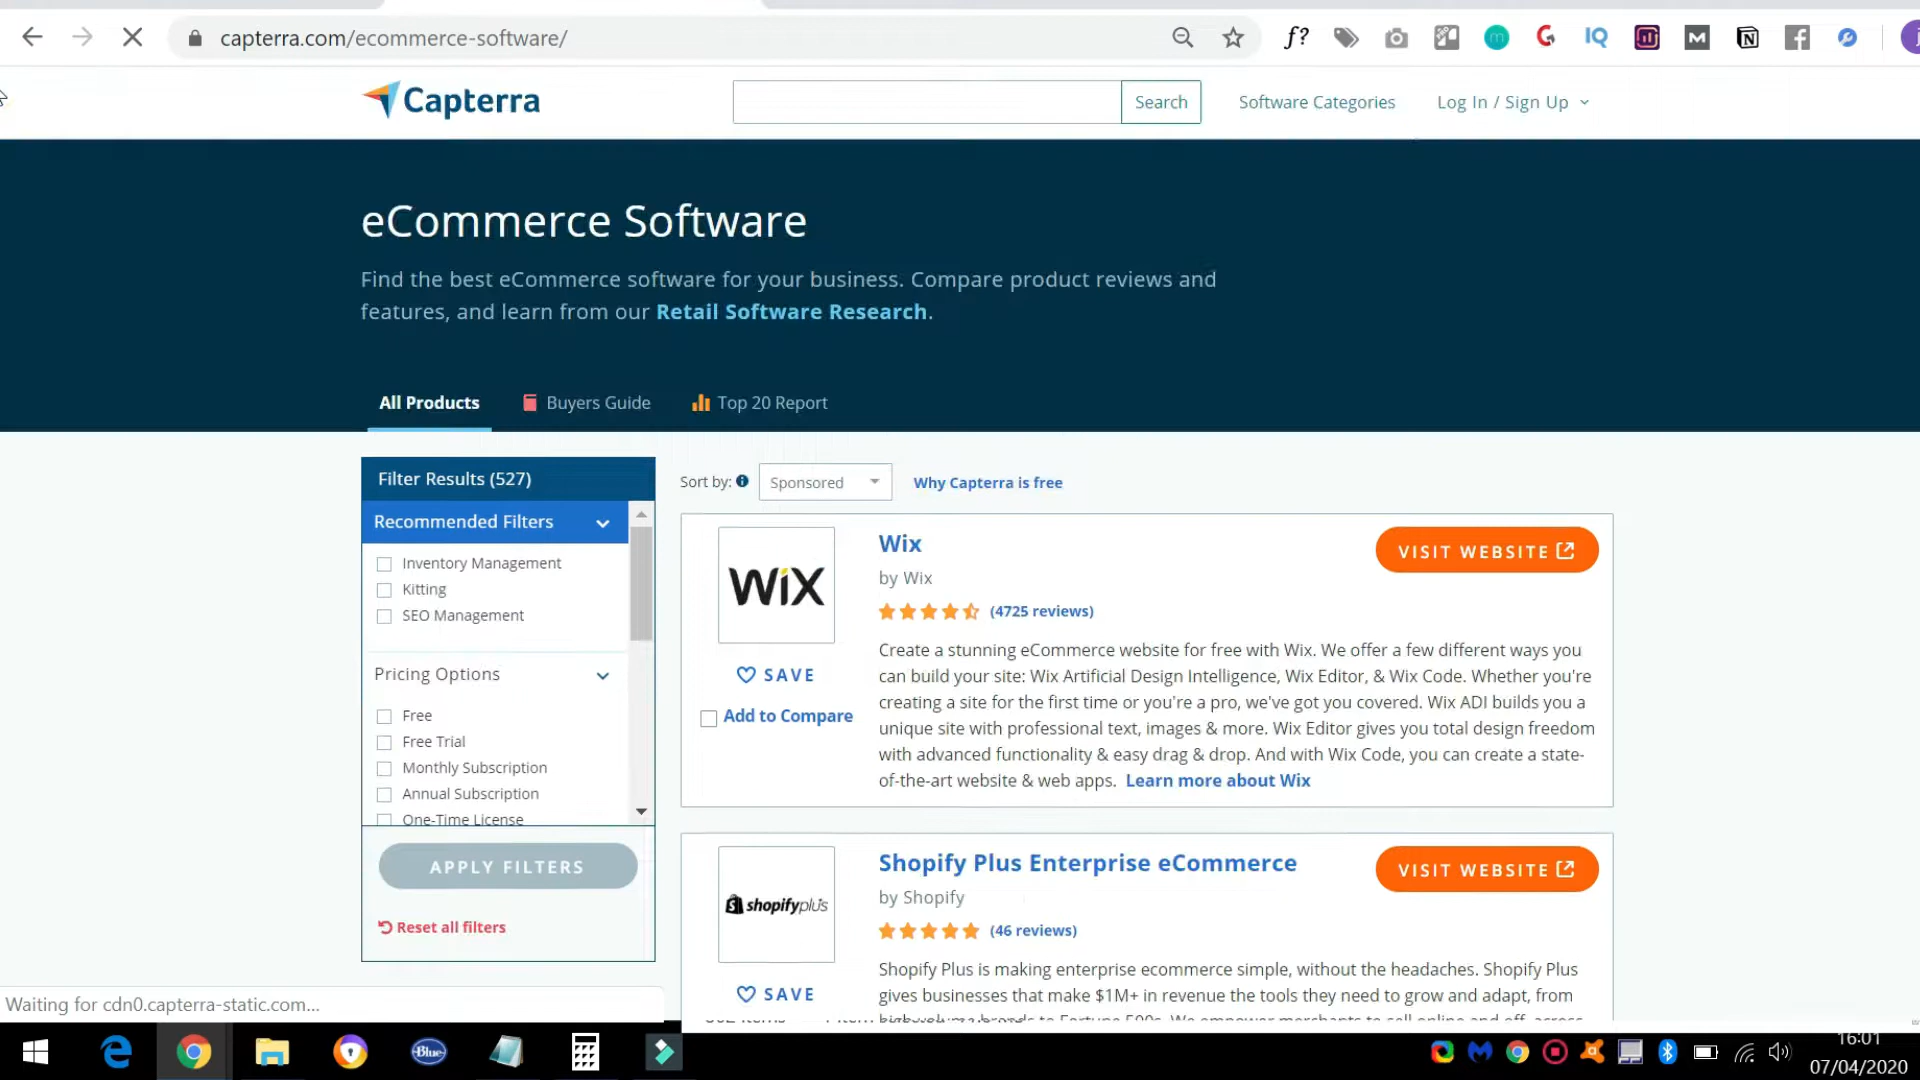 capterra.com/ecommerce-software/
f?
IQ
Capterra
Search
Software Categories
Log In / Sign Up
eCommerce Software
Find the best eCommerce software for your business. Compare product reviews and
features, and learn from our Retail Software Research.
All Products
Buyers Guide
Top 20 Report
Filter Results (527)
Recommended Filters
Inventory Management
Kitting
SEO Management
Pricing Options
Free
Free Trial
Monthly Subscription
Annual Subscription
One-Time License
APPLY FILTERS
Reset all filters
Sort by:
Sponsored
Why Capterra is free
WiX
SAVE
Add to Compare
Wix
by Wix
(4725 reviews)
VISIT WEBSITE
Create a stunning eCommerce website for free with Wix. We offer a few different ways you
can build your site: Wix Artificial Design Intelligence, Wix Editor, & Wix Code. Whether you're
creating a site for the first time or you're a pro, we've got you covered. Wix ADI builds you a
unique site with professional text, images & more. Wix Editor gives you total design freedom
with advanced functionality & easy drag & drop. And with Wix Code, you can create a state-
of-the-art website & web apps. Learn more about Wix
shopifyplus
SAVE
Shopify Plus Enterprise eCommerce
by Shopify
(46 reviews)
VISIT WEBSITE
Shopify Plus is making enterprise ecommerce simple, without the headaches. Shopify Plus
gives businesses that make $1M+ in revenue the tools they need to grow and adapt, from
Waiting for cdn0.capterra-static.com...
Blue
16:01
07/04/2020